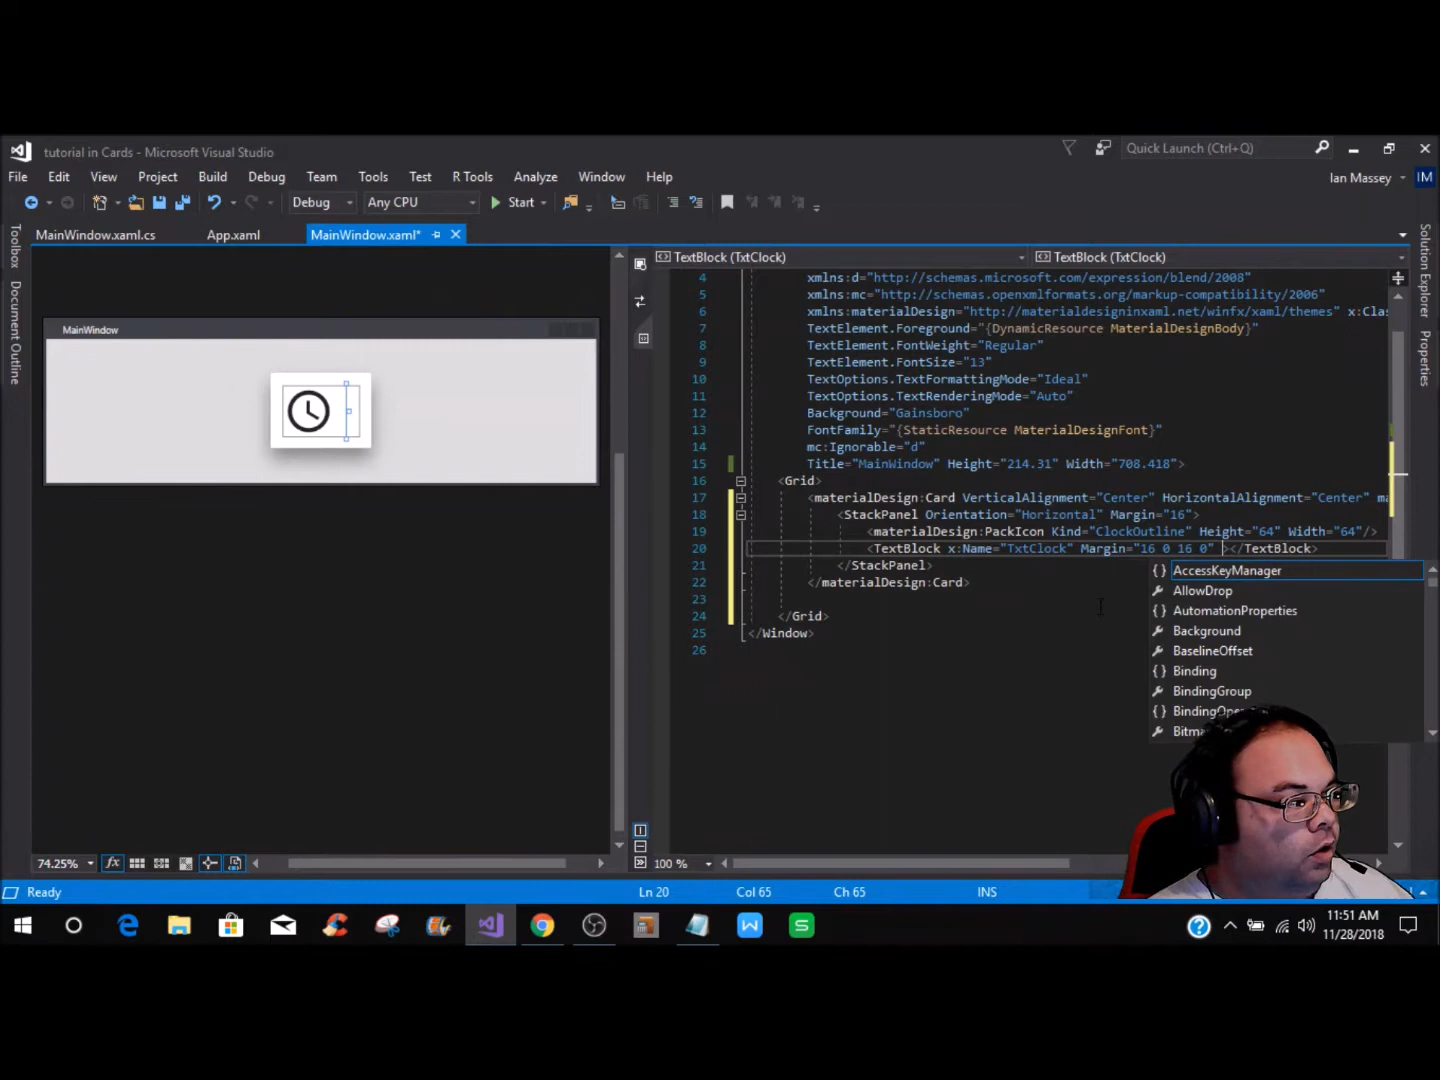 tutorial in Cards - Microsoft Visual Studio
Quick Launch (Ctrl+Q)
File Edit View Project Build Debug Team Tools Test R Tools Analyze Window Help
Ian Massey IM
Debug Any CPU Start
MainWindow.xaml.cs App.xaml MainWindow.xaml*
Toolbox
Document Outline
Solution Explorer
Properties
MainWindow
TextBlock (TxtClock) TextBlock (TxtClock)
4 xmlns:d="http://schemas.microsoft.com/expression/blend/2008"
5 xmlns:mc="http://schemas.openxmlformats.org/markup-compatibility/2006"
6 xmlns:materialDesign="http://materialdesigninxaml.net/winfx/xaml/themes" x:Clas
7 TextElement.Foreground="{DynamicResource MaterialDesignBody}"
8 TextElement.FontWeight="Regular"
9 TextElement.FontSize="13"
10 TextOptions.TextFormattingMode="Ideal"
11 TextOptions.TextRenderingMode="Auto"
12 Background="Gainsboro"
13 FontFamily="{StaticResource MaterialDesignFont}"
14 mc:Ignorable="d"
15 Title="MainWindow" Height="214.31" Width="708.418">
16 <Grid>
17 <materialDesign:Card VerticalAlignment="Center" HorizontalAlignment="Center" ma
18 <StackPanel Orientation="Horizontal" Margin="16">
19 <materialDesign:PackIcon Kind="ClockOutline" Height="64" Width="64"/>
20 <TextBlock x:Name="TxtClock" Margin="16 0 16 0" ></TextBlock>
21 </StackPanel>
22 </materialDesign:Card>
23
24 </Grid>
25 </Window>
26
AccessKeyManager
AllowDrop
AutomationProperties
Background
BaselineOffset
Binding
BindingGroup
BindingOpe
Bitma
74.25% fx
100 %
Ready Ln 20 Col 65 Ch 65 INS
11:51 AM
11/28/2018